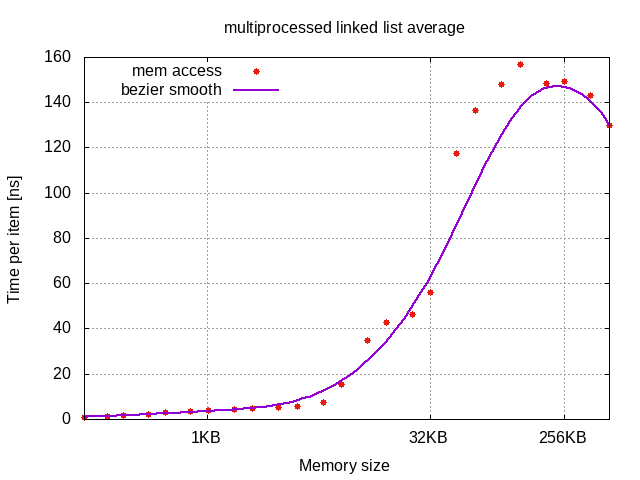 multiprocessed linked list average
mem access
bezier smooth
160
140
120
100
80
60
40
20
0
Time per item [ns]
1KB 32KB 256KB
Memory size